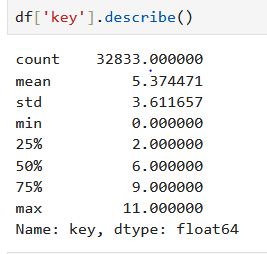 df['key'].describe()
count    32833.000000
mean         5.374471
std          3.611657
min          0.000000
25%          2.000000
50%          6.000000
75%          9.000000
max         11.000000
Name: key, dtype: float64